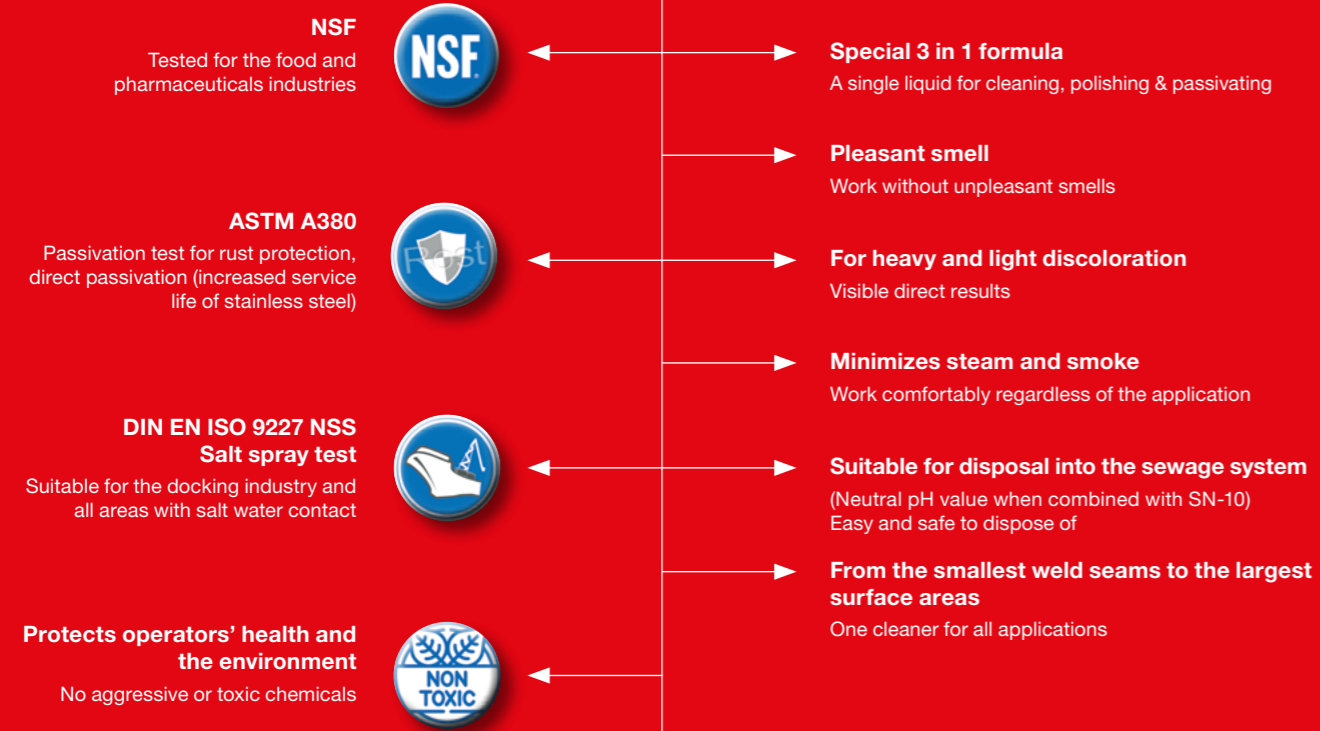 NSF
Tested for the food and
pharmaceuticals industries
NSF
ASTM A380
Passivation test for rust protection,
direct passivation (increased service
life of stainless steel)
Rost
DIN EN ISO 9227 NSS
Salt spray test
Suitable for the docking industry and
all areas with salt water contact
Protects operators’ health and
the environment
No aggressive or toxic chemicals
NON
TOXIC
Special 3 in 1 formula
A single liquid for cleaning, polishing & passivating
Pleasant smell
Work without unpleasant smells
For heavy and light discoloration
Visible direct results
Minimizes steam and smoke
Work comfortably regardless of the application
Suitable for disposal into the sewage system
(Neutral pH value when combined with SN-10)
Easy and safe to dispose of
From the smallest weld seams to the largest
surface areas
One cleaner for all applications